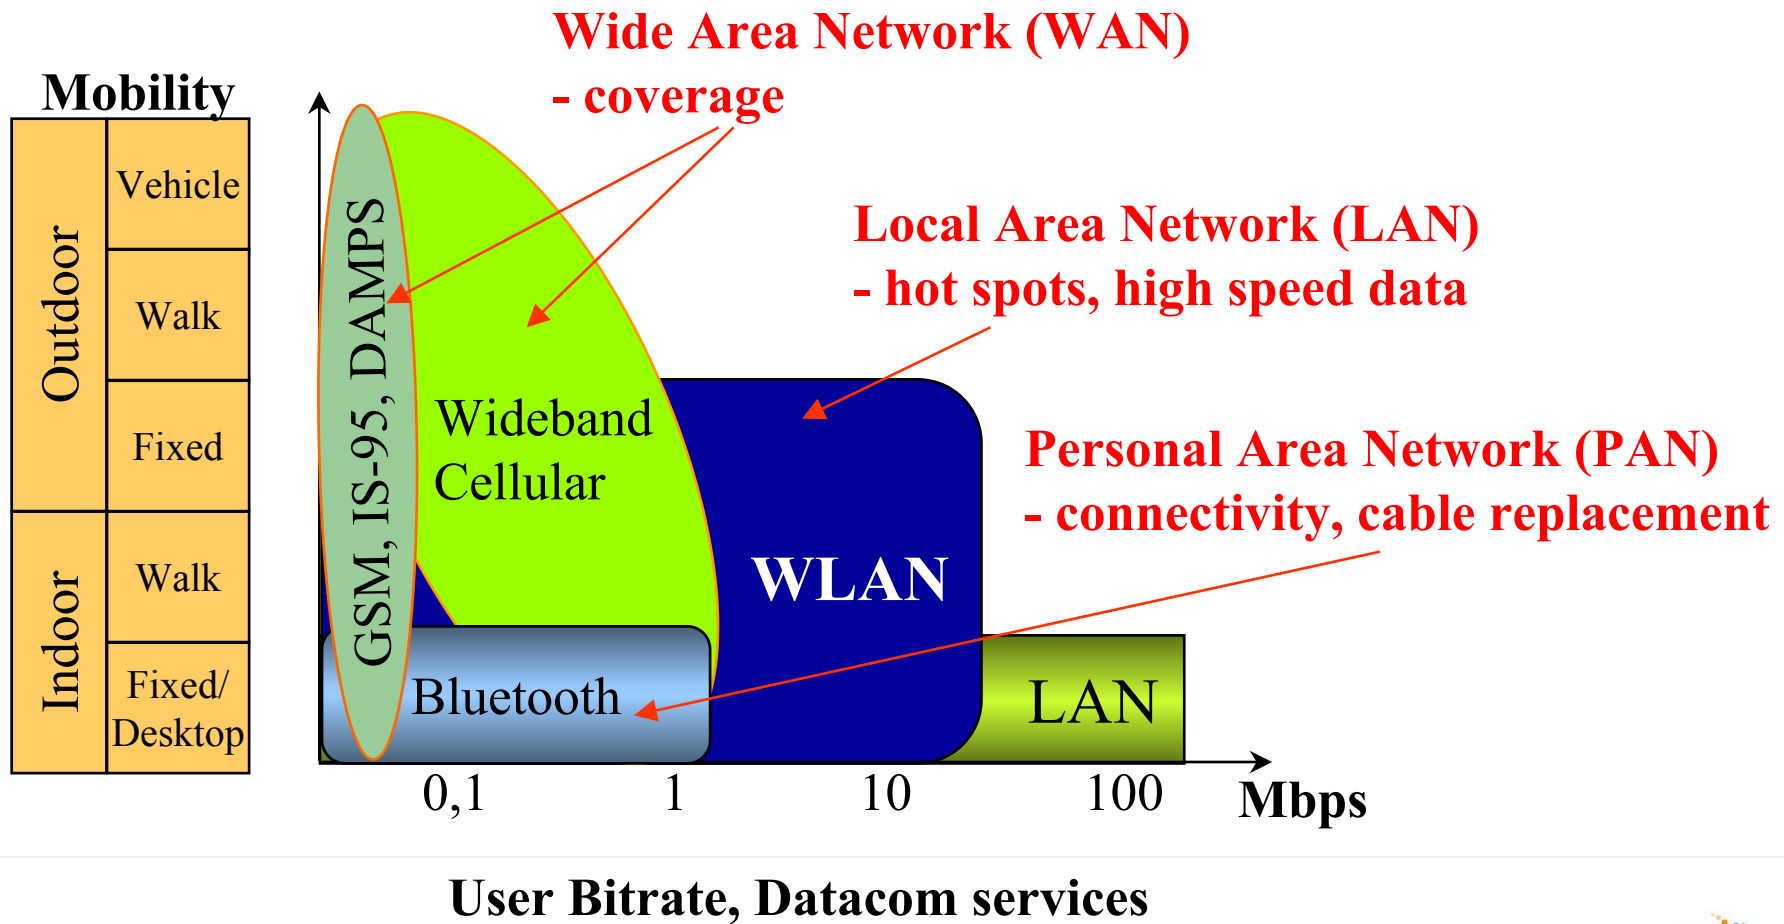 Wide Area Network (WAN)
- coverage
Mobility
Outdoor
Vehicle
Walk
Fixed
Indoor
Walk
Fixed/
Desktop
GSM, IS-95, DAMPS
Wideband
Cellular
Local Area Network (LAN)
- hot spots, high speed data
Personal Area Network (PAN)
- connectivity, cable replacement
WLAN
Bluetooth
LAN
0,1 1 10 100 Mbps
User Bitrate, Datacom services